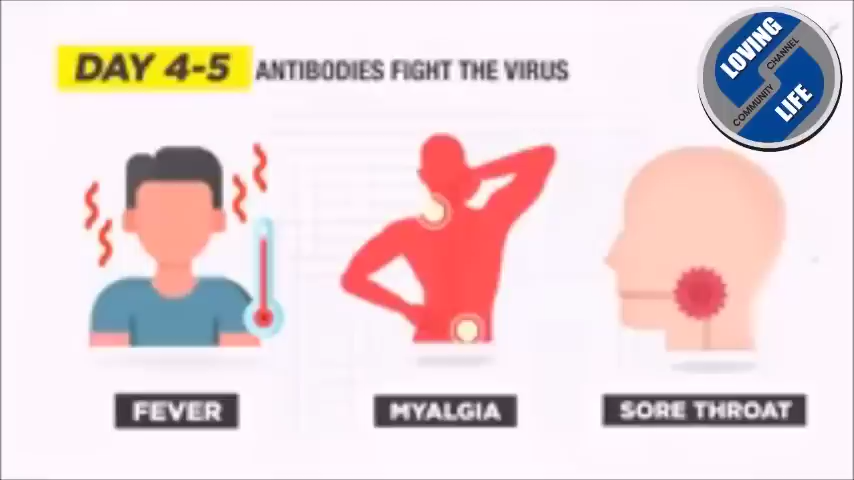 DAY 4-5 ANTIBODIES FIGHT THE VIRUS
LOVING
CHANNEL
COMMUNITY
LIFE
FEVER
MYALGIA
SORE THROAT